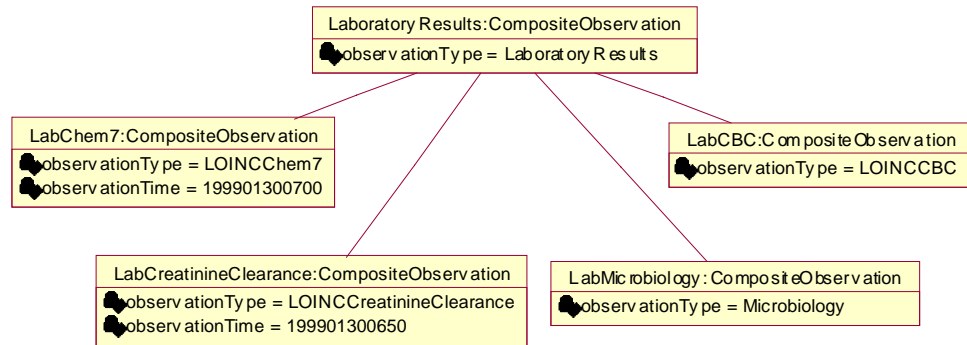 Laboratory Results:CompositeObservation
observationType = Laboratory Results
LabChem7:CompositeObservation
observationType = LOINCChem7
observationTime = 199901300700
LabCBC:CompositeObservation
observationType = LOINCCBC
LabCreatinineClearance:CompositeObservation
observationType = LOINCCreatinineClearance
observationTime = 199901300650
LabMicrobiology:CompositeObservation
observationType = Microbiology